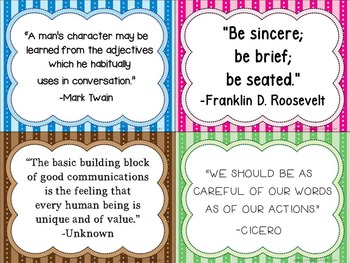 "A man's character may be
learned from the adjectives
which he habitually
uses in conversation."
-Mark Twain
"Be sincere;
be brief;
be seated."
-Franklin D. Roosevelt
"The basic building block
of good communications
is the feeling that
every human being is
unique and of value."
-Unknown
"WE SHOULD BE AS
CAREFUL OF OUR WORDS
AS OF OUR ACTIONS."
-CICERO